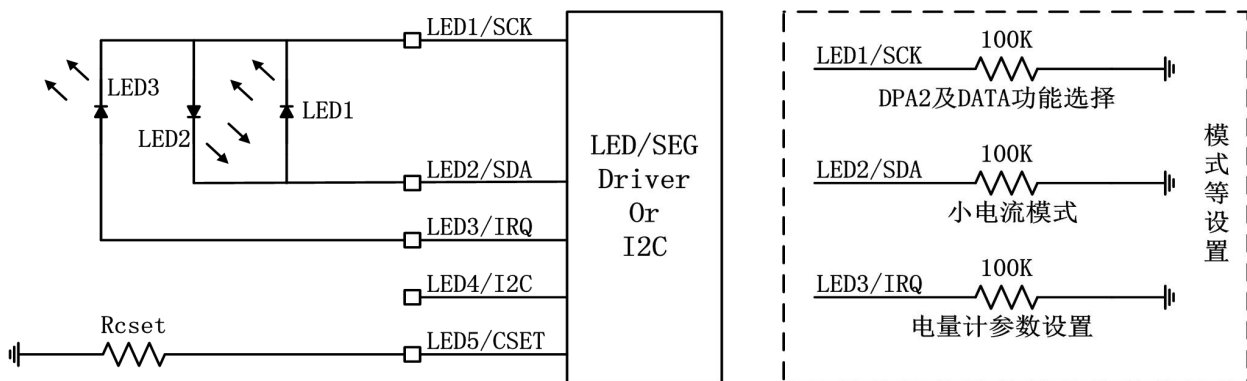 LED1/SCK
LED3
LED2
LED1
LED2/SDA
LED3/IRQ
LED4/I2C
Rcset
LED5/CSET
LED/SEG
Driver
Or
I2C
LED1/SCK
100K
DPA2及DATA功能选择
LED2/SDA
100K
小电流模式
LED3/IRQ
100K
电量计参数设置
模式等设置